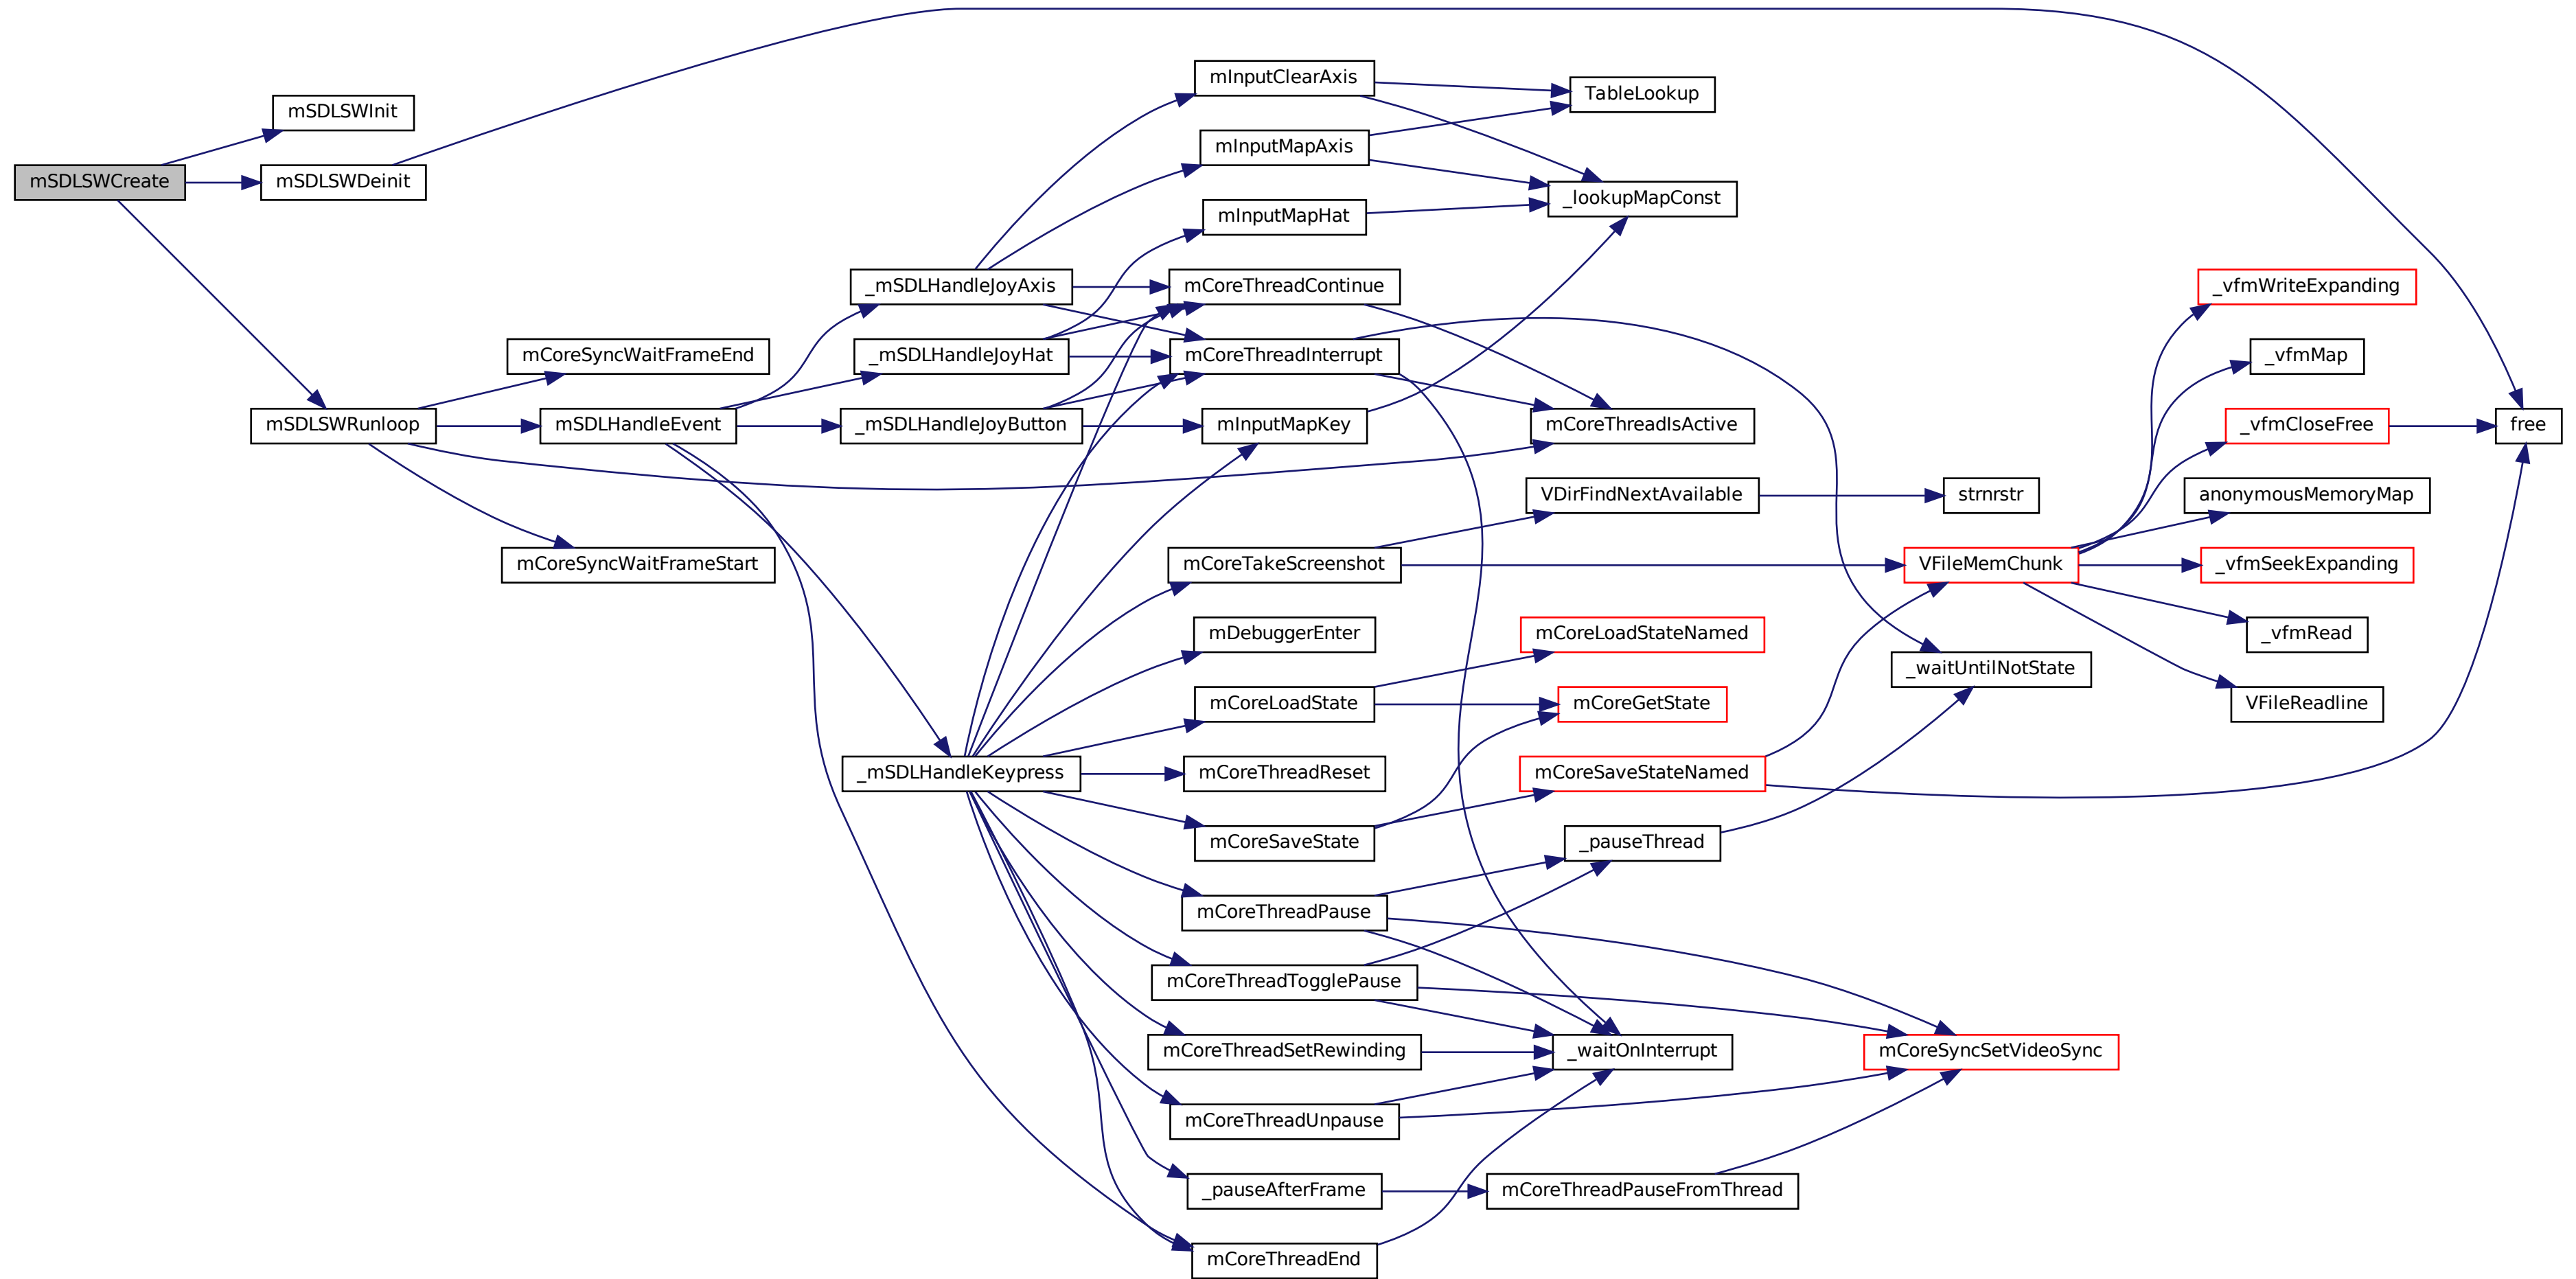 mSDLSWCreate
mSDLSWInit
mSDLSWDeinit
mSDLSWRunloop
mCoreSyncWaitFrameEnd
mSDLHandleEvent
mCoreSyncWaitFrameStart
_mSDLHandleJoyAxis
_mSDLHandleJoyHat
_mSDLHandleJoyButton
_mSDLHandleKeypress
mInputClearAxis
mInputMapAxis
mInputMapHat
mCoreThreadContinue
mCoreThreadInterrupt
mInputMapKey
mCoreTakeScreenshot
mDebuggerEnter
mCoreLoadState
mCoreThreadReset
mCoreSaveState
mCoreThreadPause
mCoreThreadTogglePause
mCoreThreadSetRewinding
mCoreThreadUnpause
_pauseAfterFrame
mCoreThreadEnd
TableLookup
_lookupMapConst
mCoreThreadIsActive
VDirFindNextAvailable
mCoreLoadStateNamed
mCoreGetState
mCoreSaveStateNamed
_pauseThread
_waitOnInterrupt
mCoreThreadPauseFromThread
strnrstr
VFileMemChunk
_waitUntilNotState
mCoreSyncSetVideoSync
_vfmWriteExpanding
_vfmMap
_vfmCloseFree
anonymousMemoryMap
_vfmSeekExpanding
_vfmRead
VFileReadline
free